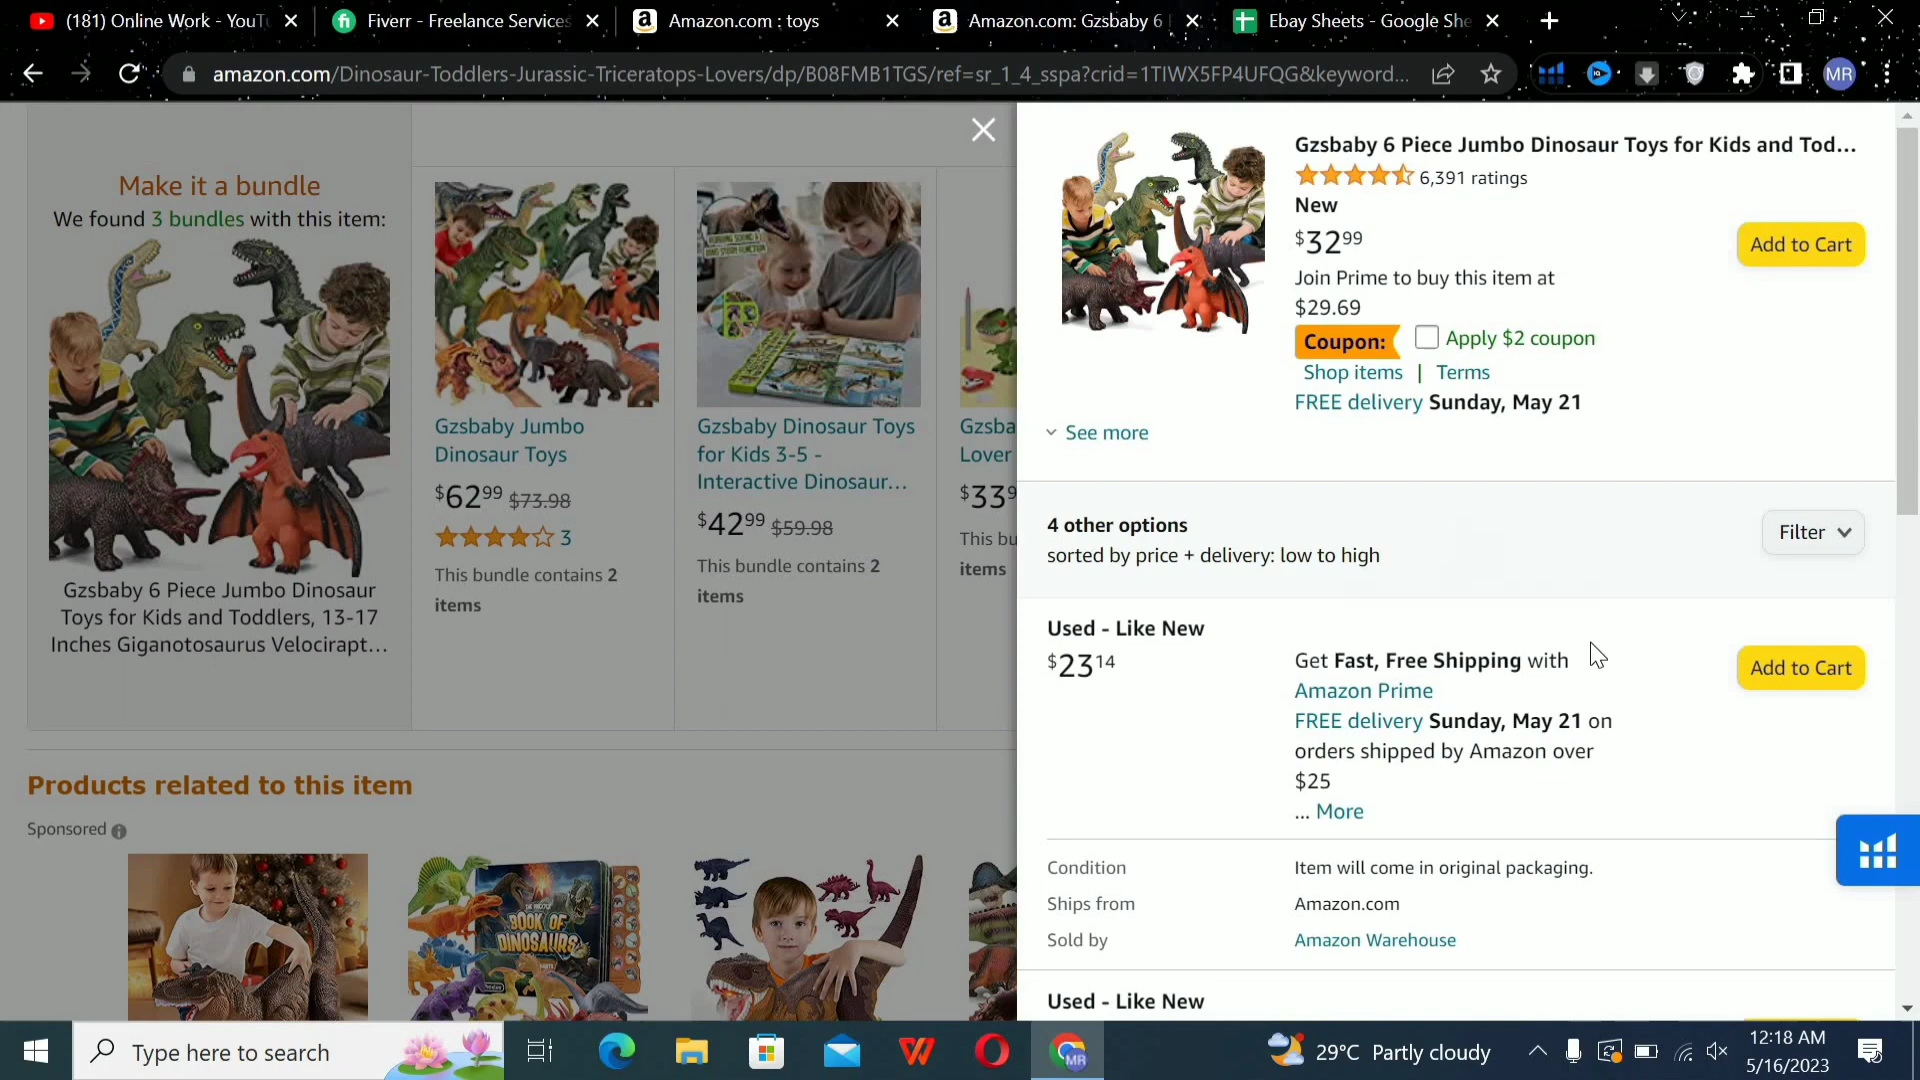 (181) Online Work - YouTu
Fiverr - Freelance Services
Amazon.com : toys
Amazon.com: Gzsbaby 6
Ebay Sheets - Google She
amazon.com/Dinosaur-Toddlers-Jurassic-Triceratops-Lovers/dp/B08FMB1TGS/ref=sr_1_4_sspa?crid=1TIWX5FP4UFQG&keyword...
MR
Make it a bundle
We found 3 bundles with this item:
Gzsbaby 6 Piece Jumbo Dinosaur
Toys for Kids and Toddlers, 13-17
Inches Giganotosaurus Velocirapt...
Gzsbaby Jumbo
Dinosaur Toys
$62.99 $73.98
3
This bundle contains 2
items
Gzsbaby Dinosaur Toys
for Kids 3-5 -
Interactive Dinosaur...
$42.99 $59.98
This bundle contains 2
items
Gzsba
Lover
$339
This bu
items
Products related to this item
Sponsored
BOOK OF
DINOSAURS
Gzsbaby 6 Piece Jumbo Dinosaur Toys for Kids and Tod...
6,391 ratings
New
$32.99
Add to Cart
Join Prime to buy this item at
$29.69
Coupon: Apply $2 coupon
Shop items | Terms
FREE delivery Sunday, May 21
See more
4 other options
sorted by price + delivery: low to high
Filter
Used - Like New
$23.14
Get Fast, Free Shipping with
Amazon Prime
FREE delivery Sunday, May 21 on
orders shipped by Amazon over
$25
... More
Add to Cart
Condition Item will come in original packaging.
Ships from Amazon.com
Sold by Amazon Warehouse
Used - Like New
Type here to search
MR
29°C Partly cloudy
12:18 AM
5/16/2023